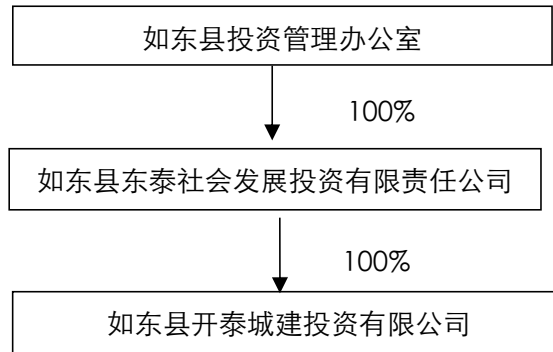 如东县投资管理办公室
100%
如东县东泰社会发展投资有限责任公司
100%
如东县开泰城建投资有限公司